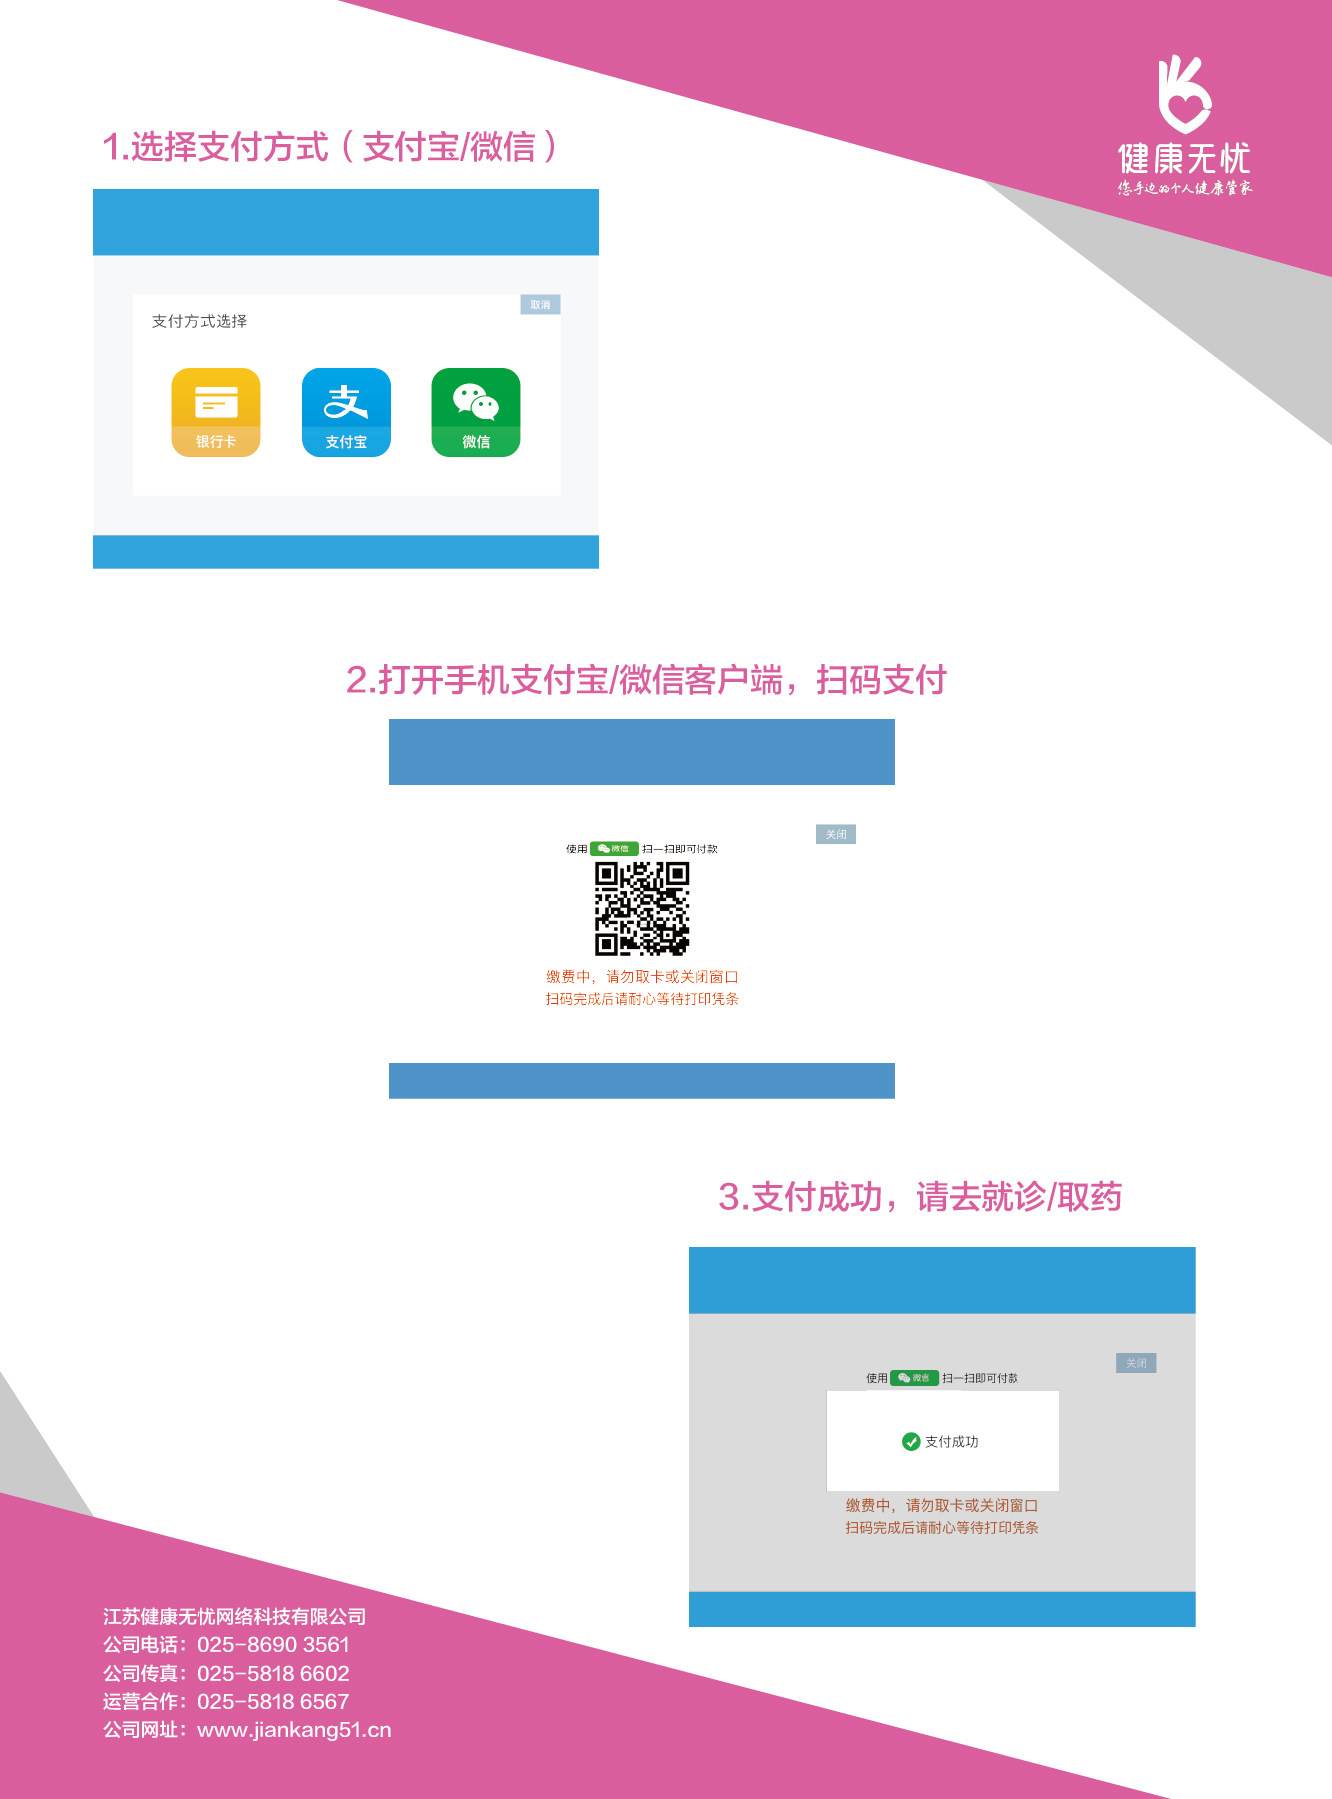 健康无忧
您手边的个人健康管家
1.选择支付方式（支付宝/微信）
取消
支付方式选择
银行卡
支付宝
微信
2.打开手机支付宝/微信客户端，扫码支付
关闭
使用 微信 扫一扫即可付款
缴费中，请勿取卡或关闭窗口
扫码完成后请耐心等待打印凭条
3.支付成功，请去就诊/取药
关闭
使用 微信 扫一扫即可付款
支付成功
缴费中，请勿取卡或关闭窗口
扫码完成后请耐心等待打印凭条
江苏健康无忧网络科技有限公司
公司电话：025-8690 3561
公司传真：025-5818 6602
运营合作：025-5818 6567
公司网址：www.jiankang51.cn